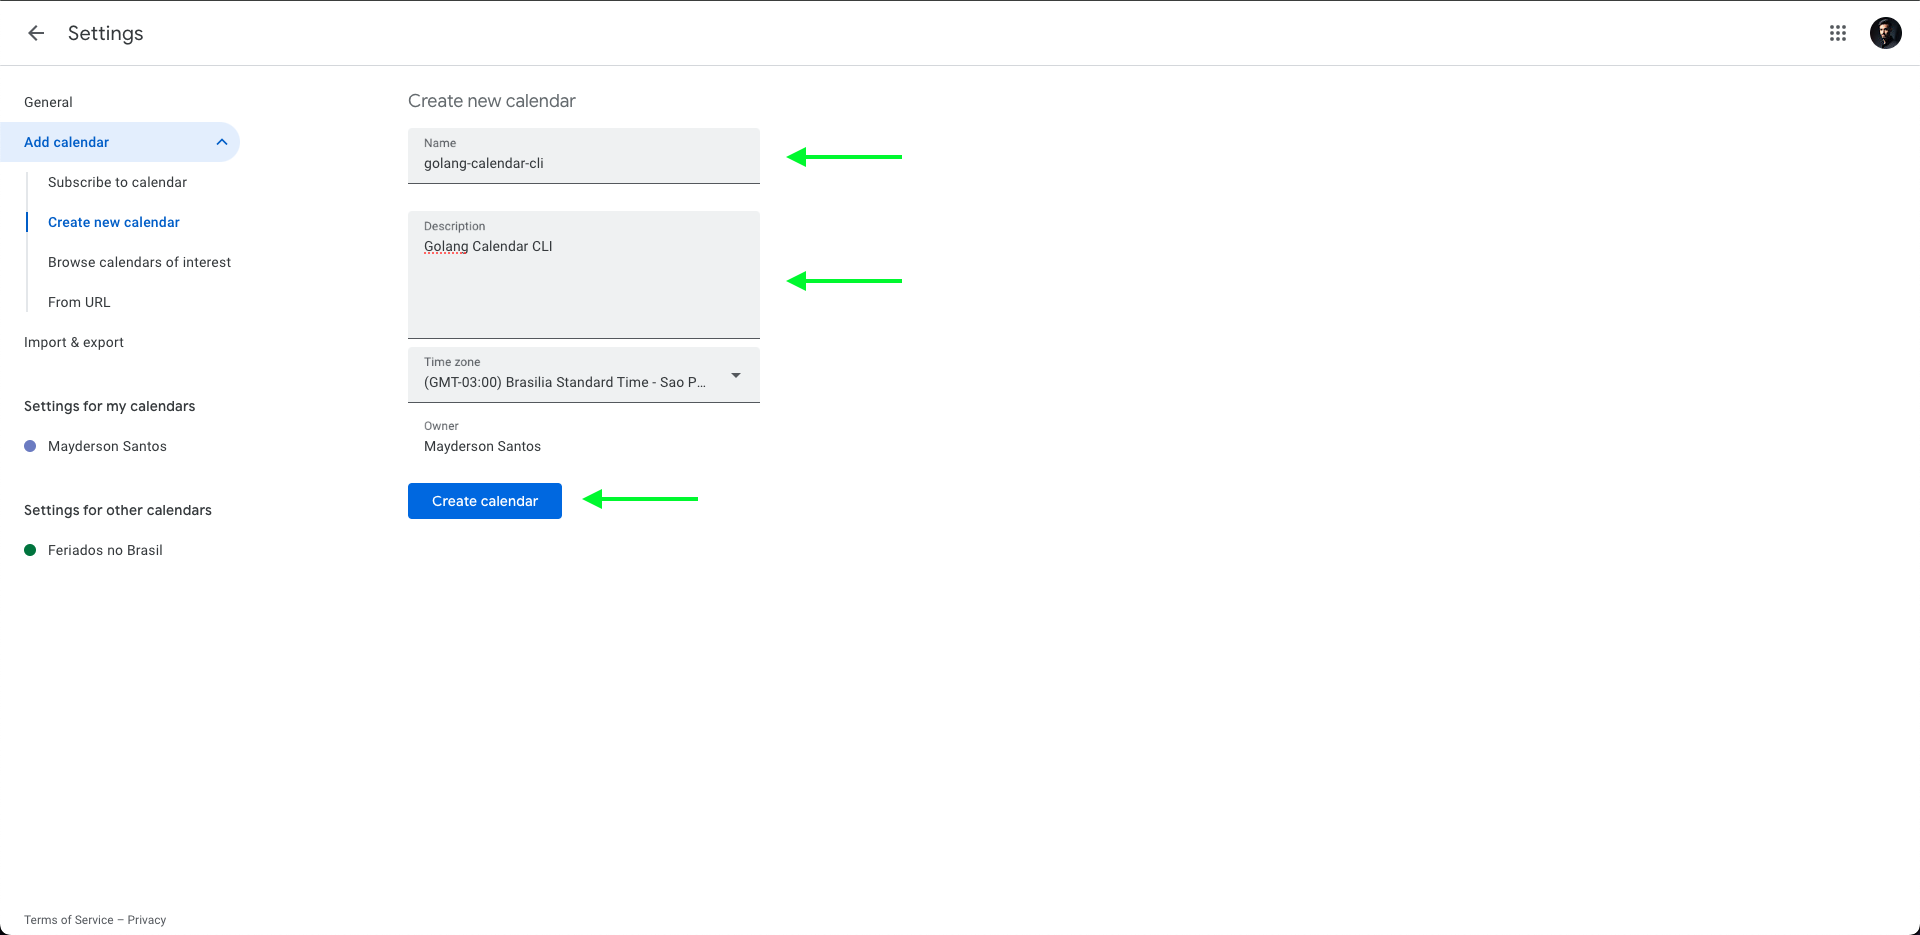 Settings
General
Add calendar
Subscribe to calendar
Create new calendar
Browse calendars of interest
From URL
Import & export
Settings for my calendars
Mayderson Santos
Settings for other calendars
Feriados no Brasil
Create new calendar
Name
golang-calendar-cli
Description
Golang Calendar CLI
Time zone
(GMT-03:00) Brasilia Standard Time - Sao P...
Owner
Mayderson Santos
Create calendar
Terms of Service – Privacy